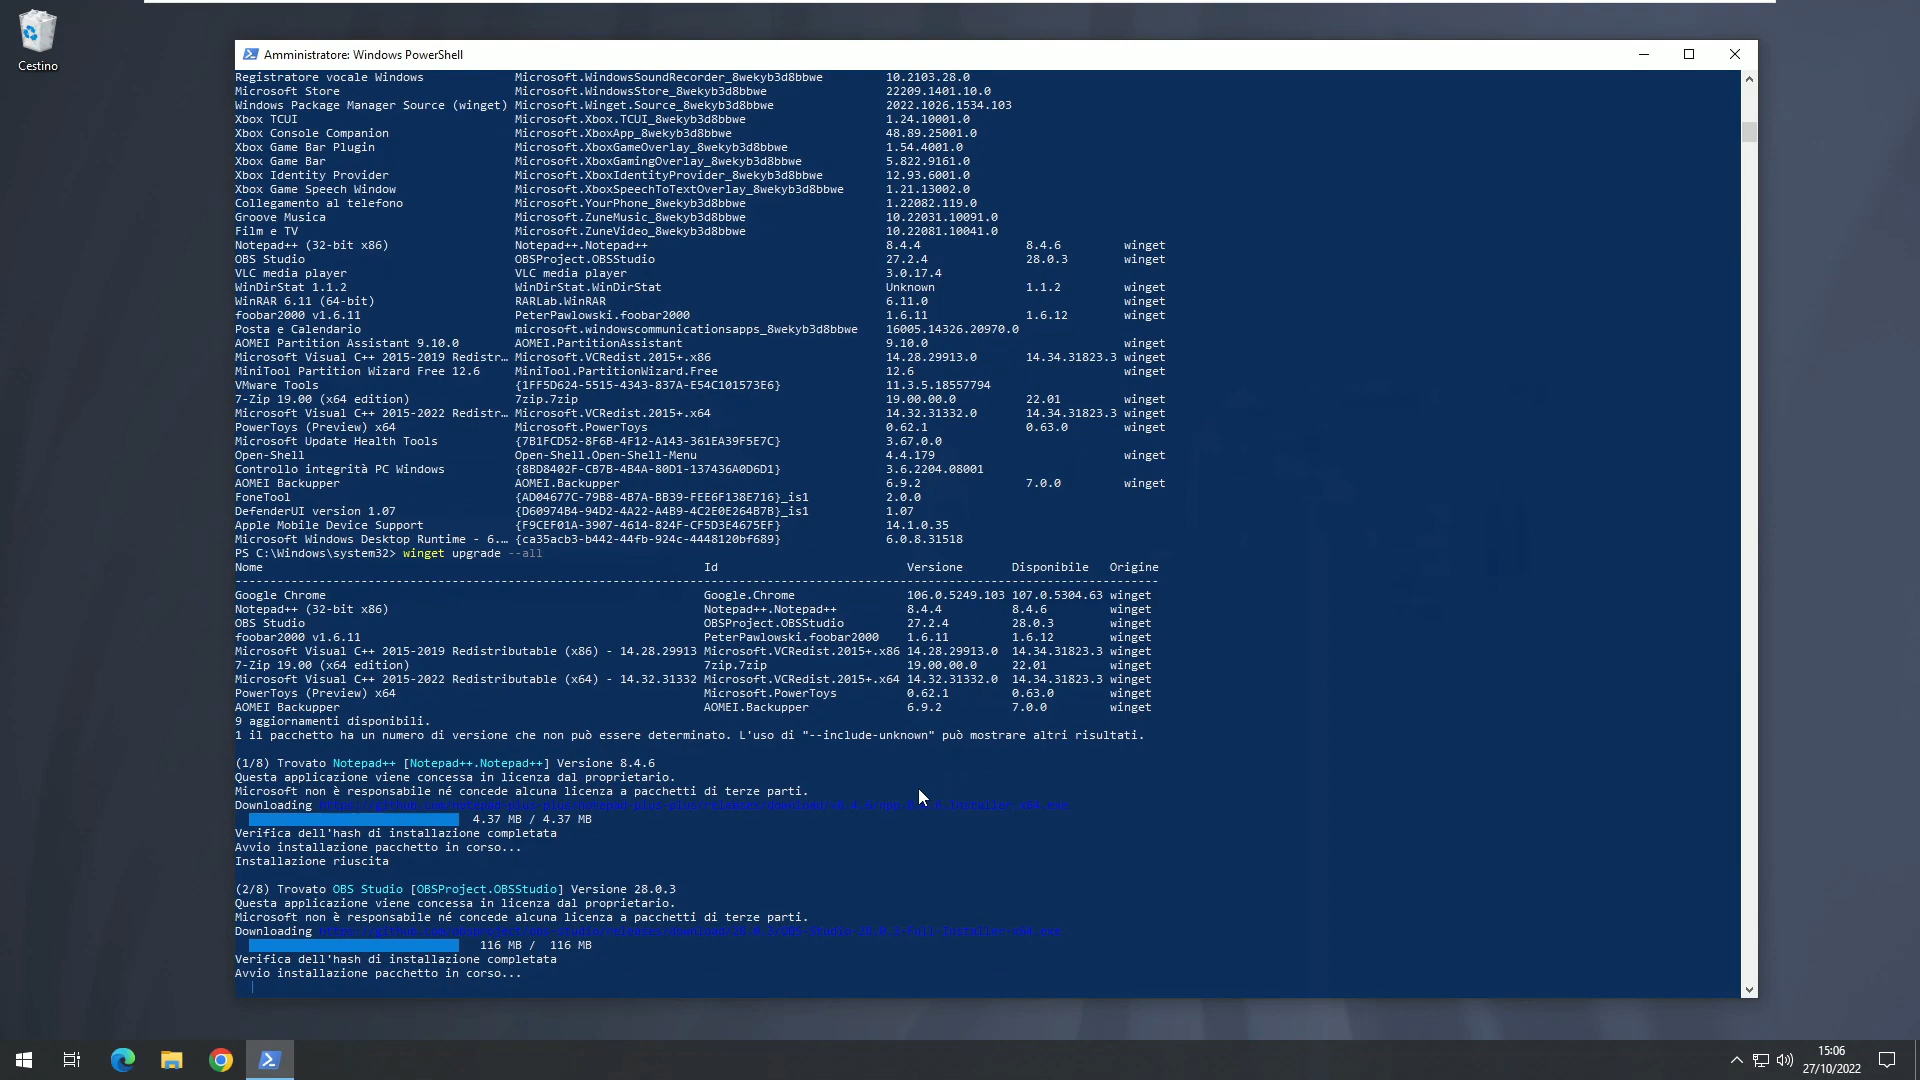 Cestino
Amministratore: Windows PowerShell
Registratore vocale Windows Microsoft.WindowsSoundRecorder_8wekyb3d8bbwe 10.2103.28.0
Microsoft Store Microsoft.WindowsStore_8wekyb3d8bbwe 22209.1401.10.0
Windows Package Manager Source (winget) Microsoft.Winget.Source_8wekyb3d8bbwe 2022.1026.1534.103
Xbox TCUI Microsoft.Xbox.TCUI_8wekyb3d8bbwe 1.24.10001.0
Xbox Console Companion Microsoft.XboxApp_8wekyb3d8bbwe 48.89.25001.0
Xbox Game Bar Plugin Microsoft.XboxGameOverlay_8wekyb3d8bbwe 1.54.4001.0
Xbox Game Bar Microsoft.XboxGamingOverlay_8wekyb3d8bbwe 5.822.9161.0
Xbox Identity Provider Microsoft.XboxIdentityProvider_8wekyb3d8bbwe 12.93.6001.0
Xbox Game Speech Window Microsoft.XboxSpeechToTextOverlay_8wekyb3d8bbwe 1.21.13002.0
Collegamento al telefono Microsoft.YourPhone_8wekyb3d8bbwe 1.22082.119.0
Groove Musica Microsoft.ZuneMusic_8wekyb3d8bbwe 10.22031.10091.0
Film e TV Microsoft.ZuneVideo_8wekyb3d8bbwe 10.22081.10041.0
Notepad++ (32-bit x86) Notepad++.Notepad++ 8.4.4 8.4.6 winget
OBS Studio OBSProject.OBSStudio 27.2.4 28.0.3 winget
VLC media player VLC media player 3.0.17.4
WinDirStat 1.1.2 WinDirStat.WinDirStat Unknown 1.1.2 winget
WinRAR 6.11 (64-bit) RARLab.WinRAR 6.11.0 winget
foobar2000 v1.6.11 PeterPawlowski.foobar2000 1.6.11 1.6.12 winget
Posta e Calendario microsoft.windowscommunicationsapps_8wekyb3d8bbwe 16005.14326.20970.0
AOMEI Partition Assistant 9.10.0 AOMEI.PartitionAssistant 9.10.0 winget
Microsoft Visual C++ 2015-2019 Redistr… Microsoft.VCRedist.2015+.x86 14.28.29913.0 14.34.31823.3 winget
MiniTool Partition Wizard Free 12.6 MiniTool.PartitionWizard.Free 12.6 winget
VMware Tools {1FF5D624-5515-4343-837A-E54C101573E6} 11.3.5.18557794
7-Zip 19.00 (x64 edition) 7zip.7zip 19.00.00.0 22.01 winget
Microsoft Visual C++ 2015-2022 Redistr… Microsoft.VCRedist.2015+.x64 14.32.31332.0 14.34.31823.3 winget
PowerToys (Preview) x64 Microsoft.PowerToys 0.62.1 0.63.0 winget
Microsoft Update Health Tools {7B1FCD52-8F6B-4F12-A143-361EA39F5E7C} 3.67.0.0
Open-Shell Open-Shell.Open-Shell-Menu 4.4.179 winget
Controllo integrità PC Windows {8BD8402F-CB7B-4B4A-80D1-137436A0D6D1} 3.6.2204.08001
AOMEI Backupper AOMEI.Backupper 6.9.2 7.0.0 winget
FoneTool {AD04677C-79B8-4B7A-BB39-FEE6F138E716}_is1 2.0.0
DefenderUI version 1.07 {D60974B4-94D2-4A22-A4B9-4C2E0E264B7B}_is1 1.07
Apple Mobile Device Support {F9CEF01A-3907-4614-824F-CF5D3E4675EF} 14.1.0.35
Microsoft Windows Desktop Runtime - 6.… {ca35acb3-b442-44fb-924c-4448120bf689} 6.0.8.31518
PS C:\Windows\system32> winget upgrade --all
Nome Id Versione Disponibile Origine
Google Chrome Google.Chrome 106.0.5249.103 107.0.5304.63 winget
Notepad++ (32-bit x86) Notepad++.Notepad++ 8.4.4 8.4.6 winget
OBS Studio OBSProject.OBSStudio 27.2.4 28.0.3 winget
foobar2000 v1.6.11 PeterPawlowski.foobar2000 1.6.11 1.6.12 winget
Microsoft Visual C++ 2015-2019 Redistributable (x86) - 14.28.29913 Microsoft.VCRedist.2015+.x86 14.28.29913.0 14.34.31823.3 winget
7-Zip 19.00 (x64 edition) 7zip.7zip 19.00.00.0 22.01 winget
Microsoft Visual C++ 2015-2022 Redistributable (x64) - 14.32.31332 Microsoft.VCRedist.2015+.x64 14.32.31332.0 14.34.31823.3 winget
PowerToys (Preview) x64 Microsoft.PowerToys 0.62.1 0.63.0 winget
AOMEI Backupper AOMEI.Backupper 6.9.2 7.0.0 winget
9 aggiornamenti disponibili.
1 il pacchetto ha un numero di versione che non può essere determinato. L'uso di "--include-unknown" può mostrare altri risultati.
(1/8) Trovato Notepad++ [Notepad++.Notepad++] Versione 8.4.6
Questa applicazione viene concessa in licenza dal proprietario.
Microsoft non è responsabile né concede alcuna licenza a pacchetti di terze parti.
Downloading
4.37 MB / 4.37 MB
Verifica dell'hash di installazione completata
Avvio installazione pacchetto in corso...
Installazione riuscita
(2/8) Trovato OBS Studio [OBSProject.OBSStudio] Versione 28.0.3
Questa applicazione viene concessa in licenza dal proprietario.
Microsoft non è responsabile né concede alcuna licenza a pacchetti di terze parti.
Downloading
116 MB / 116 MB
Verifica dell'hash di installazione completata
Avvio installazione pacchetto in corso...
15:06
27/10/2022